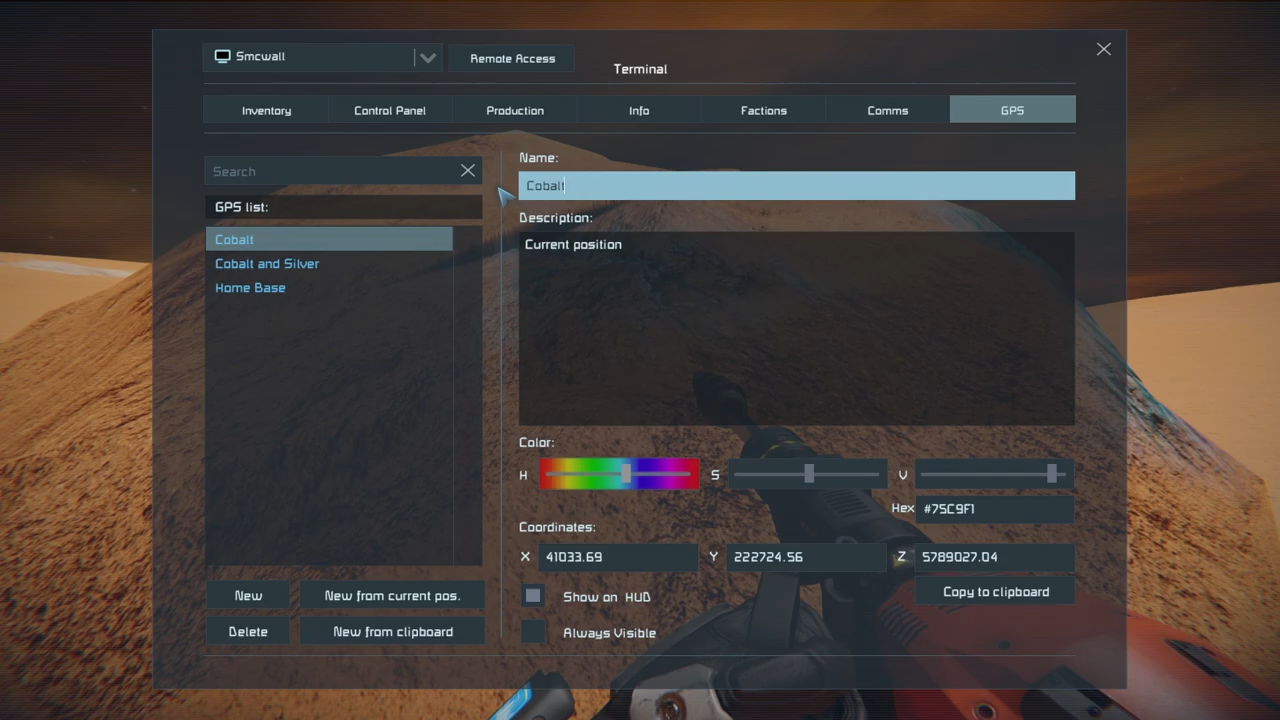 Smcwall
Remote Access
Terminal
Inventory
Control Panel
Production
Info
Factions
Comms
GPS
Search
GPS list:
Cobalt
Cobalt and Silver
Home Base
New
New from current pos.
Delete
New from clipboard
Name:
Cobalt
Description:
Current position
Color:
H
S
V
Hex #75C9F1
Coordinates:
X 41033.69
Y 222724.56
Z 5789027.04
Show on HUD
Copy to clipboard
Always Visible